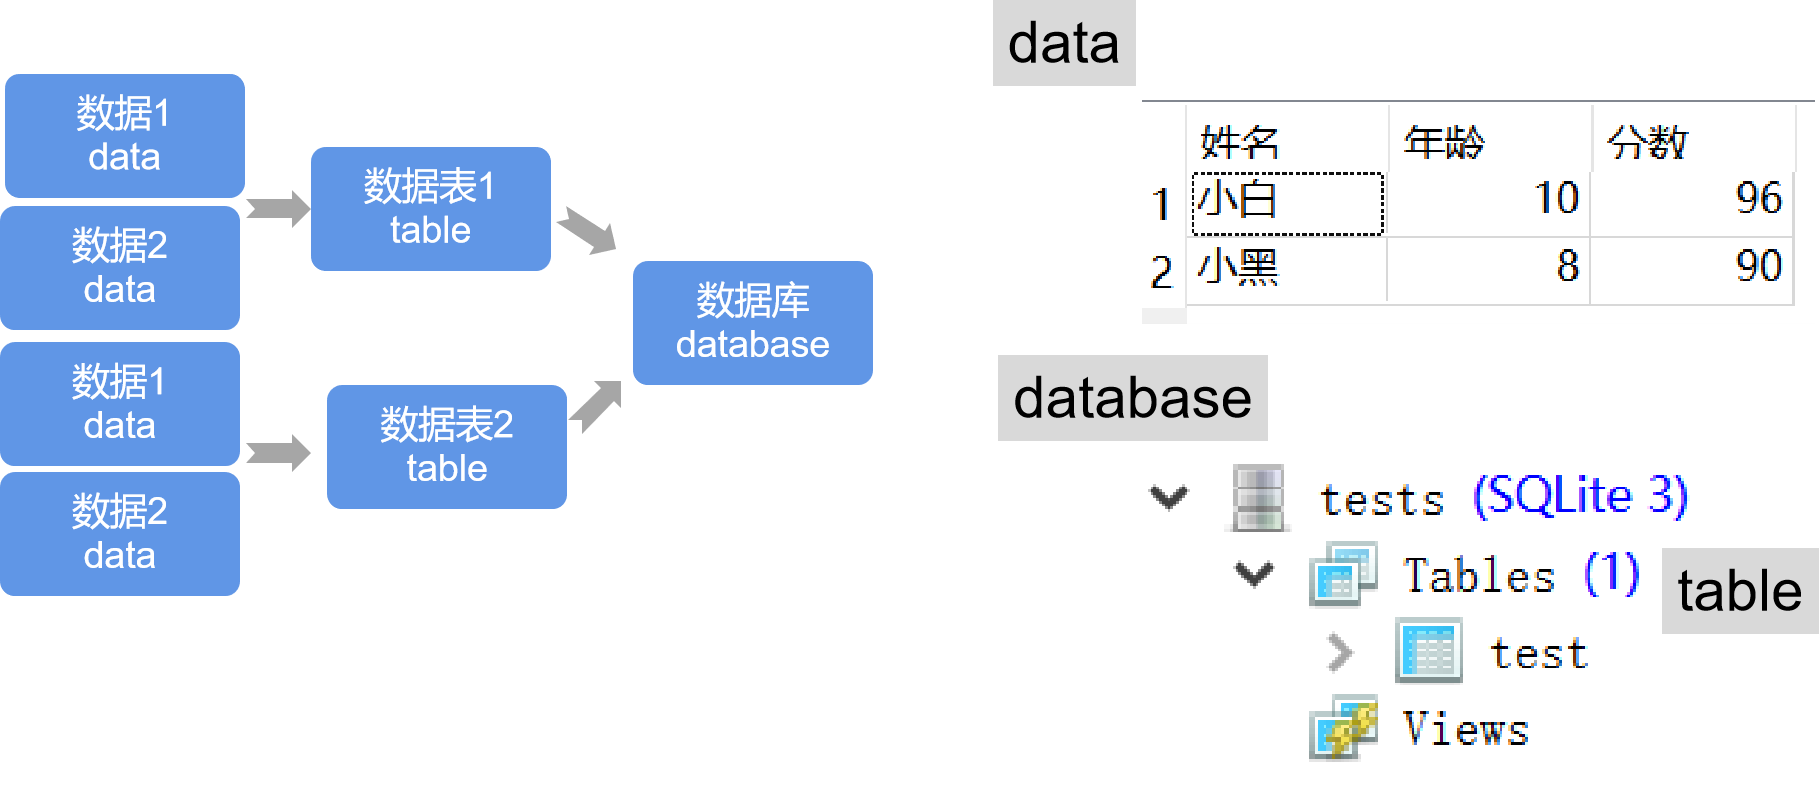 数据1
data
数据2
data
数据1
data
数据2
data
数据表1
table
数据表2
table
数据库
database
data
姓名 年龄 分数
1 小白 10 96
2 小黑 8 90
database
tests (SQLite 3)
Tables (1)
table
test
Views